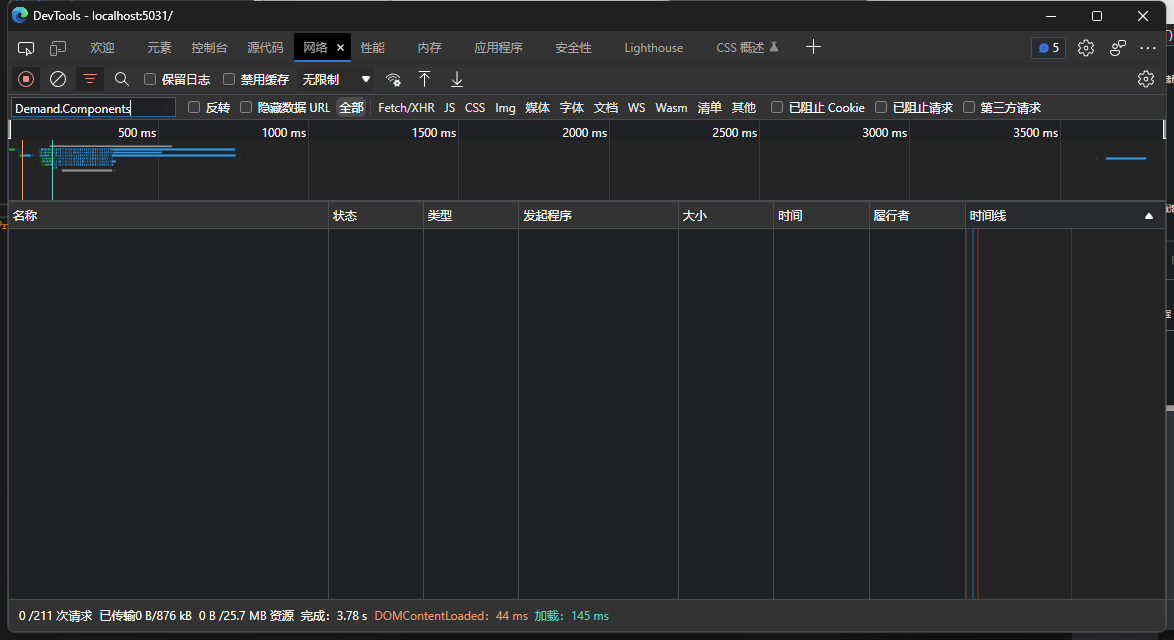 DevTools - localhost:5031/
欢迎 元素 控制台 源代码 网络 性能 内存 应用程序 安全性 Lighthouse CSS 概述 5
保留日志 禁用缓存 无限制
Demand.Components 反转 隐藏数据 URL 全部 Fetch/XHR JS CSS Img 媒体 字体 文档 WS Wasm 清单 其他 已阻止 Cookie 已阻止请求 第三方请求
500 ms 1000 ms 1500 ms 2000 ms 2500 ms 3000 ms 3500 ms
名称 状态 类型 发起程序 大小 时间 履行者 时间线
0 /211 次请求 已传输0 B/876 kB 0 B /25.7 MB 资源 完成：3.78 s DOMContentLoaded：44 ms 加载：145 ms